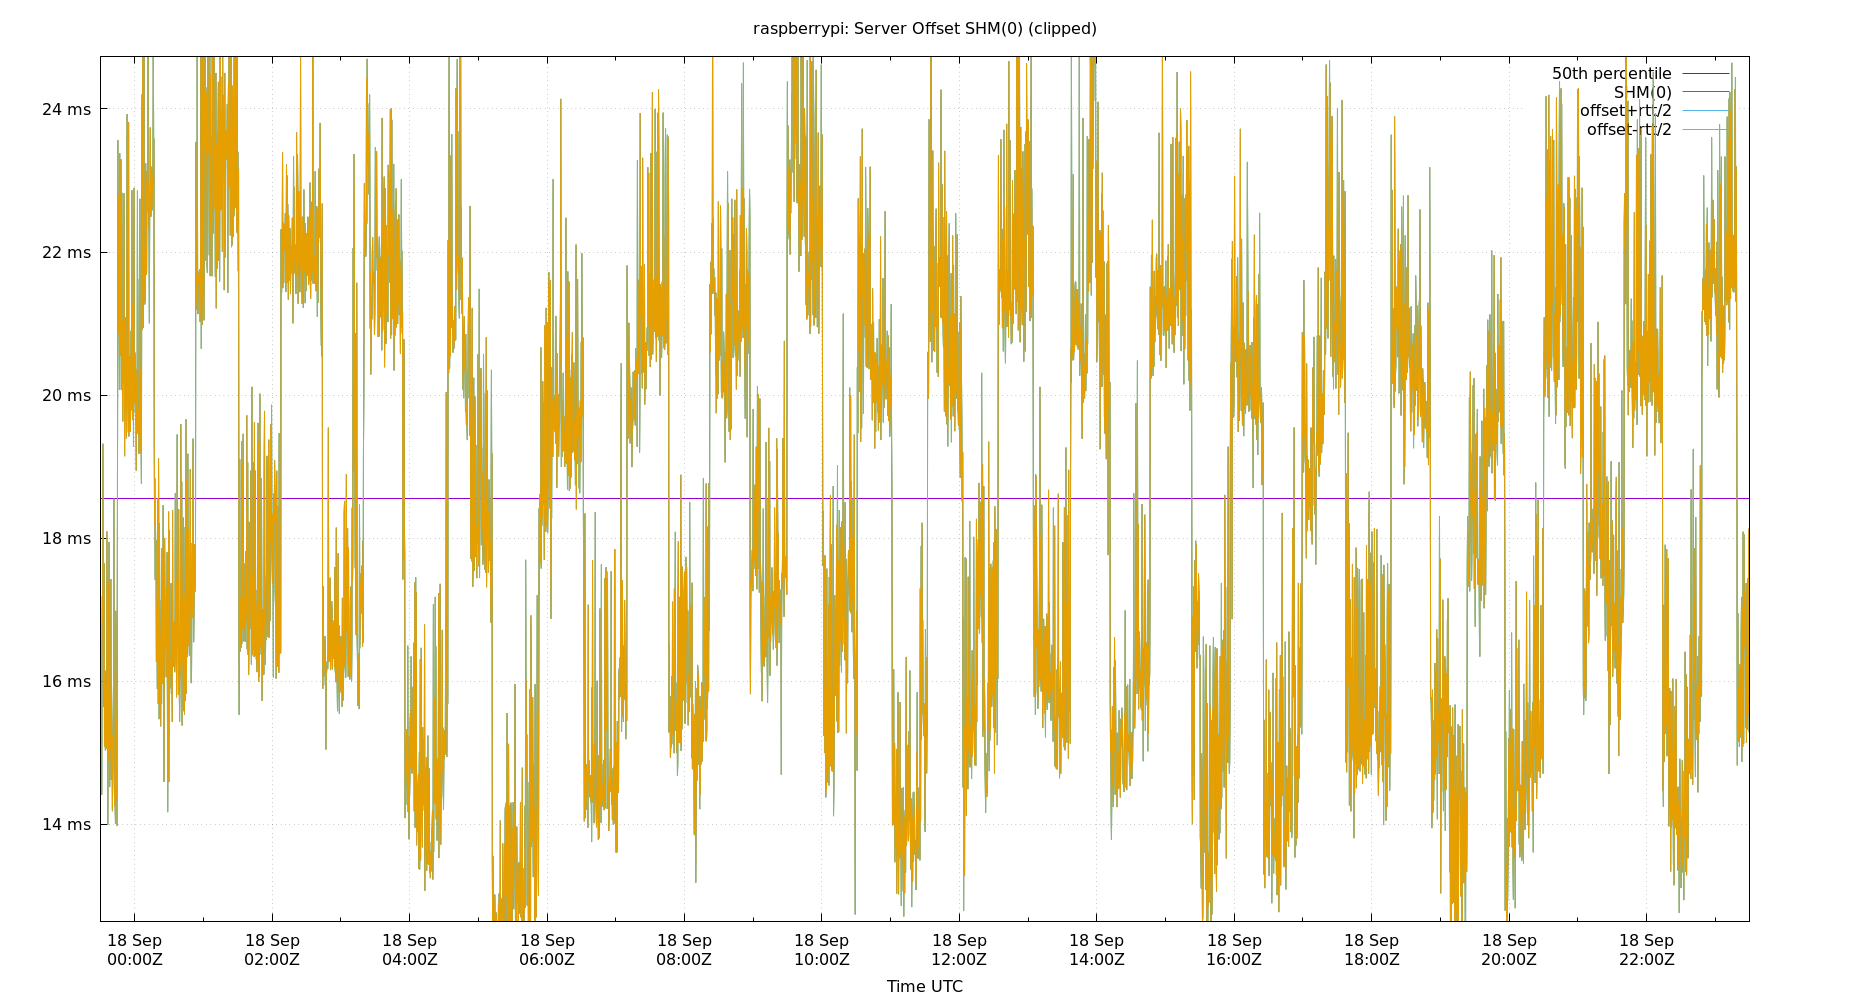 raspberrypi: Server Offset SHM(0) (clipped)
50th percentile
SHM(0)
offset+rtt/2
offset-rtt/2
24 ms
22 ms
20 ms
18 ms
16 ms
14 ms
18 Sep 18 Sep 18 Sep 18 Sep 18 Sep 18 Sep 18 Sep 18 Sep 18 Sep 18 Sep 18 Sep 18 Sep
00:00Z 02:00Z 04:00Z 06:00Z 08:00Z 10:00Z 12:00Z 14:00Z 16:00Z 18:00Z 20:00Z 22:00Z
Time UTC